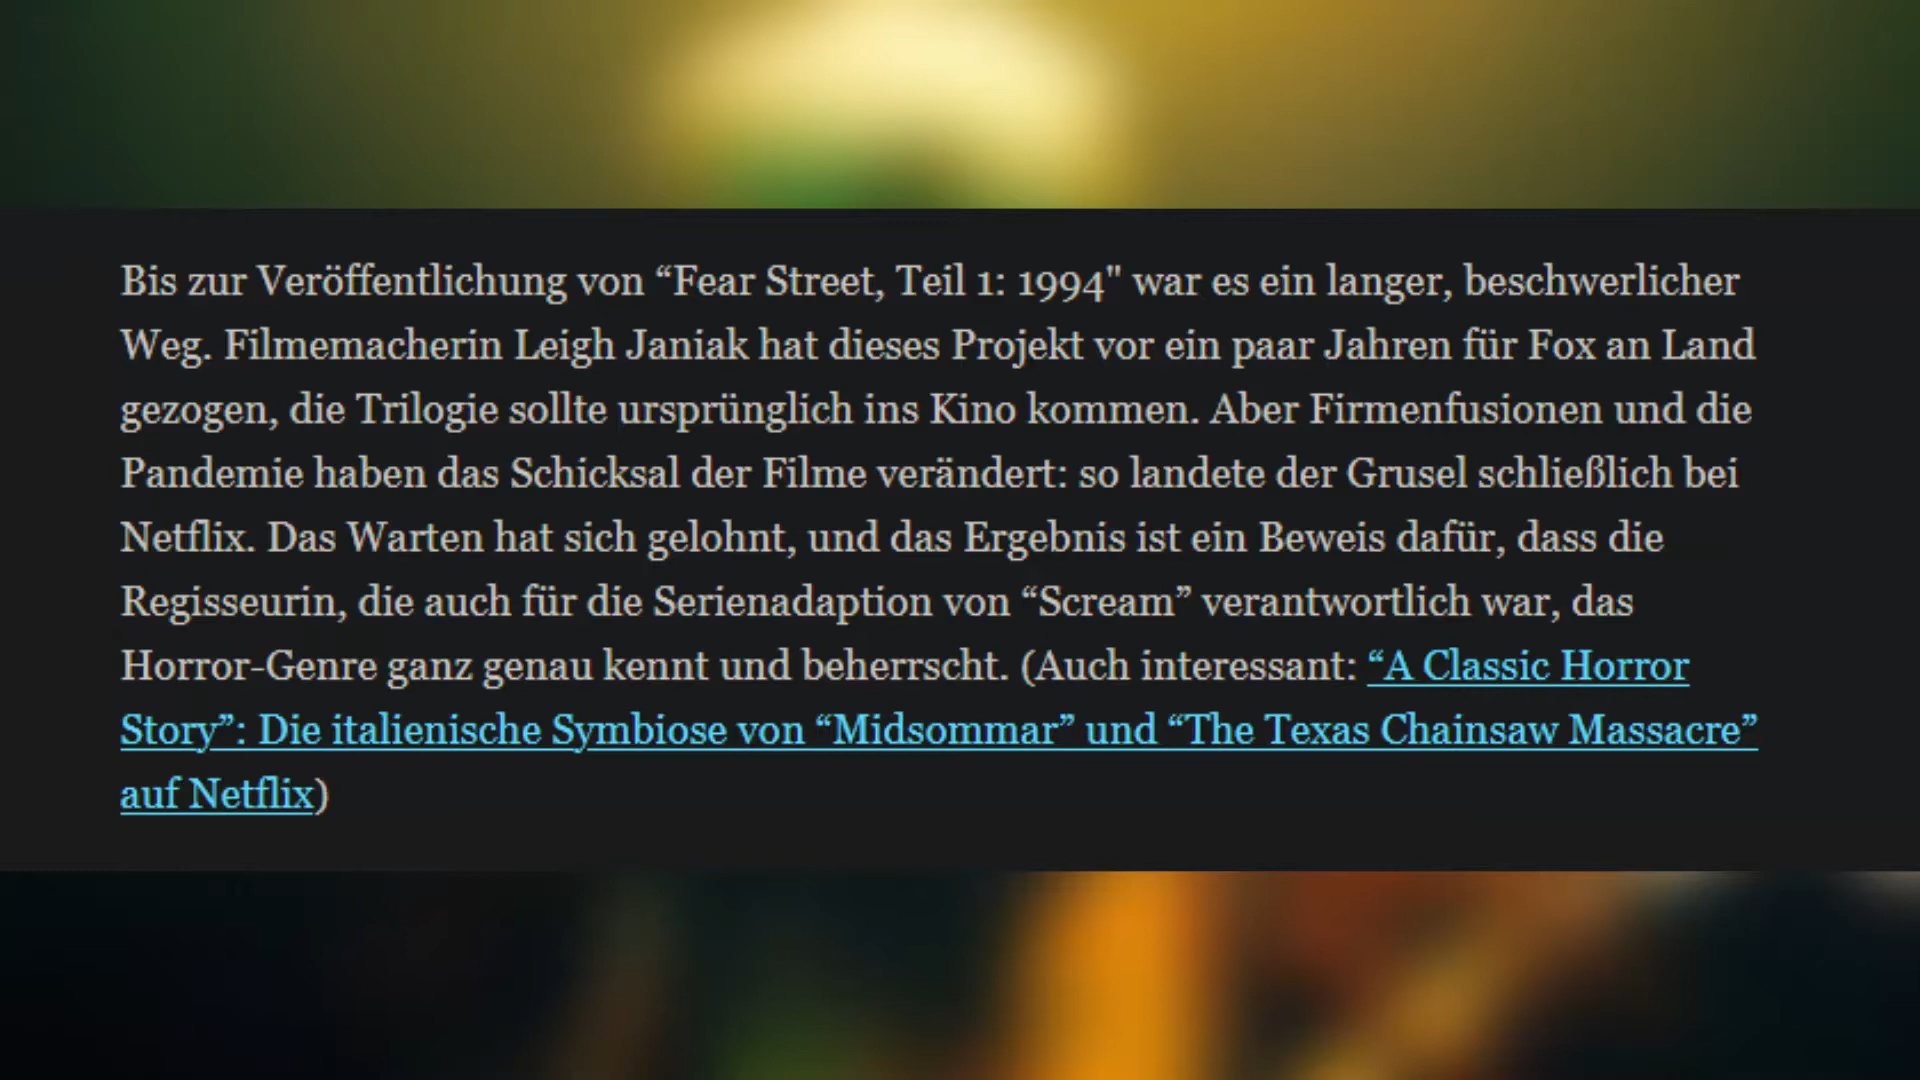 Bis zur Veröffentlichung von “Fear Street, Teil 1: 1994" war es ein langer, beschwerlicher
Weg. Filmemacherin Leigh Janiak hat dieses Projekt vor ein paar Jahren für Fox an Land
gezogen, die Trilogie sollte ursprünglich ins Kino kommen. Aber Firmenfusionen und die
Pandemie haben das Schicksal der Filme verändert: so landete der Grusel schließlich bei
Netflix. Das Warten hat sich gelohnt, und das Ergebnis ist ein Beweis dafür, dass die
Regisseurin, die auch für die Serienadaption von “Scream” verantwortlich war, das
Horror-Genre ganz genau kennt und beherrscht. (Auch interessant: “A Classic Horror
Story”: Die italienische Symbiose von “Midsommar” und “The Texas Chainsaw Massacre”
auf Netflix)